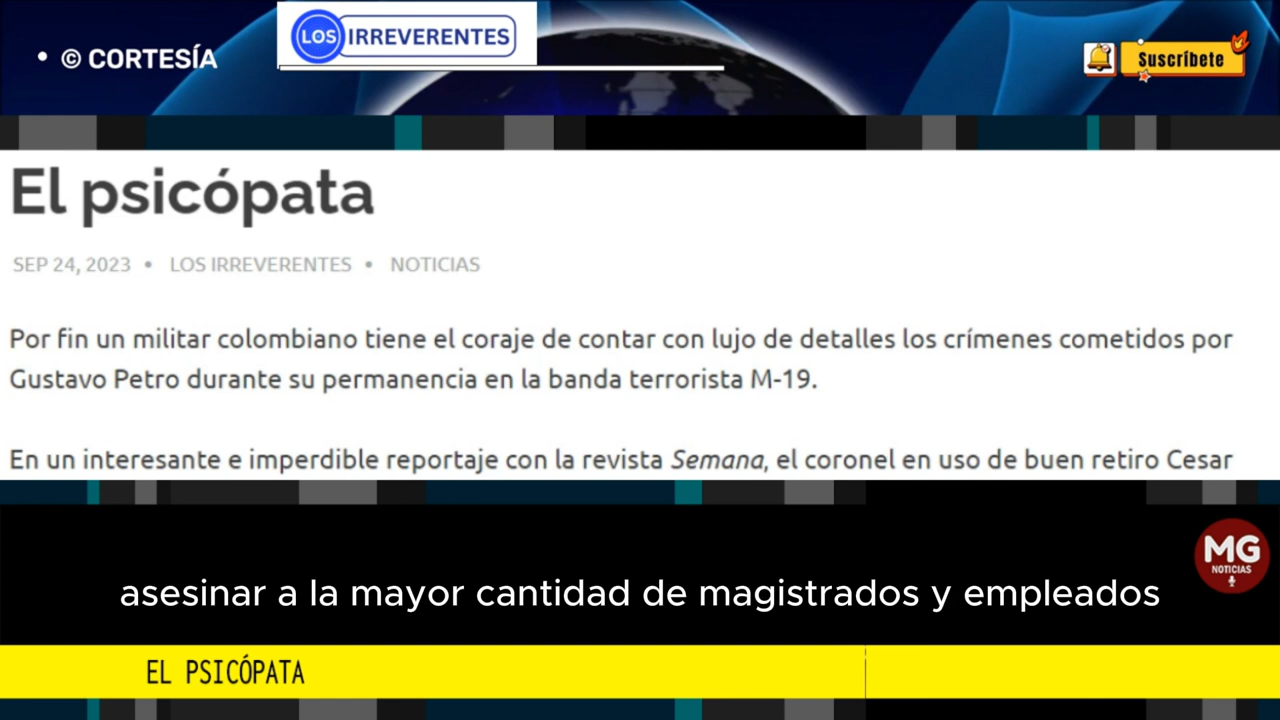 • © CORTESÍA
LOS IRREVERENTES
Suscríbete
El psicópata
SEP 24, 2023 • LOS IRREVERENTES • NOTICIAS
Por fin un militar colombiano tiene el coraje de contar con lujo de detalles los crímenes cometidos por
Gustavo Petro durante su permanencia en la banda terrorista M-19.
En un interesante e imperdible reportaje con la revista Semana, el coronel en uso de buen retiro Cesar
MG
NOTICIAS
asesinar a la mayor cantidad de magistrados y empleados
EL PSICÓPATA